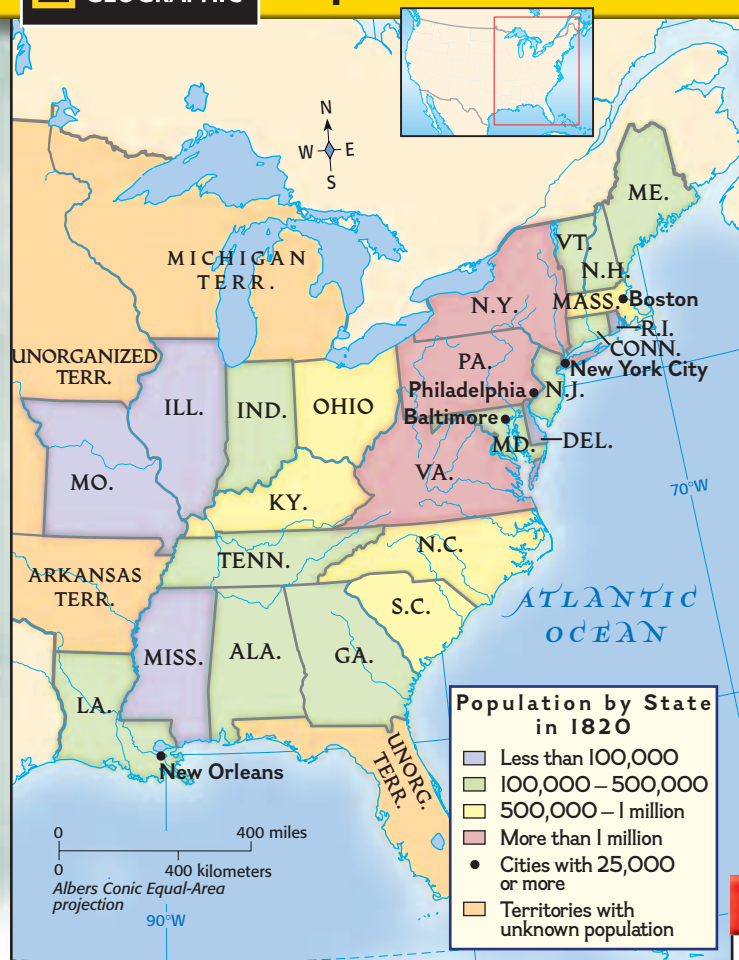 GEOGRAPHIC
N
W E
S
ME.
VT.
N.H.
MICHIGAN
TERR.
N.Y.
MASS.
Boston
R.I.
CONN.
UNORGANIZED
TERR.
PA.
New York City
Philadelphia
N.J.
ILL.
IND.
OHIO
Baltimore
MD.
DEL.
MO.
VA.
70°W
KY.
N.C.
TENN.
ARKANSAS
TERR.
S.C.
ATLANTIC
OCEAN
MISS.
ALA.
GA.
LA.
UNORG.
TERR.
New Orleans
Population by State
in 1820
Less than 100,000
100,000 – 500,000
500,000 – 1 million
More than 1 million
Cities with 25,000
or more
Territories with
unknown population
0 400 miles
0 400 kilometers
Albers Conic Equal-Area
projection
90°W